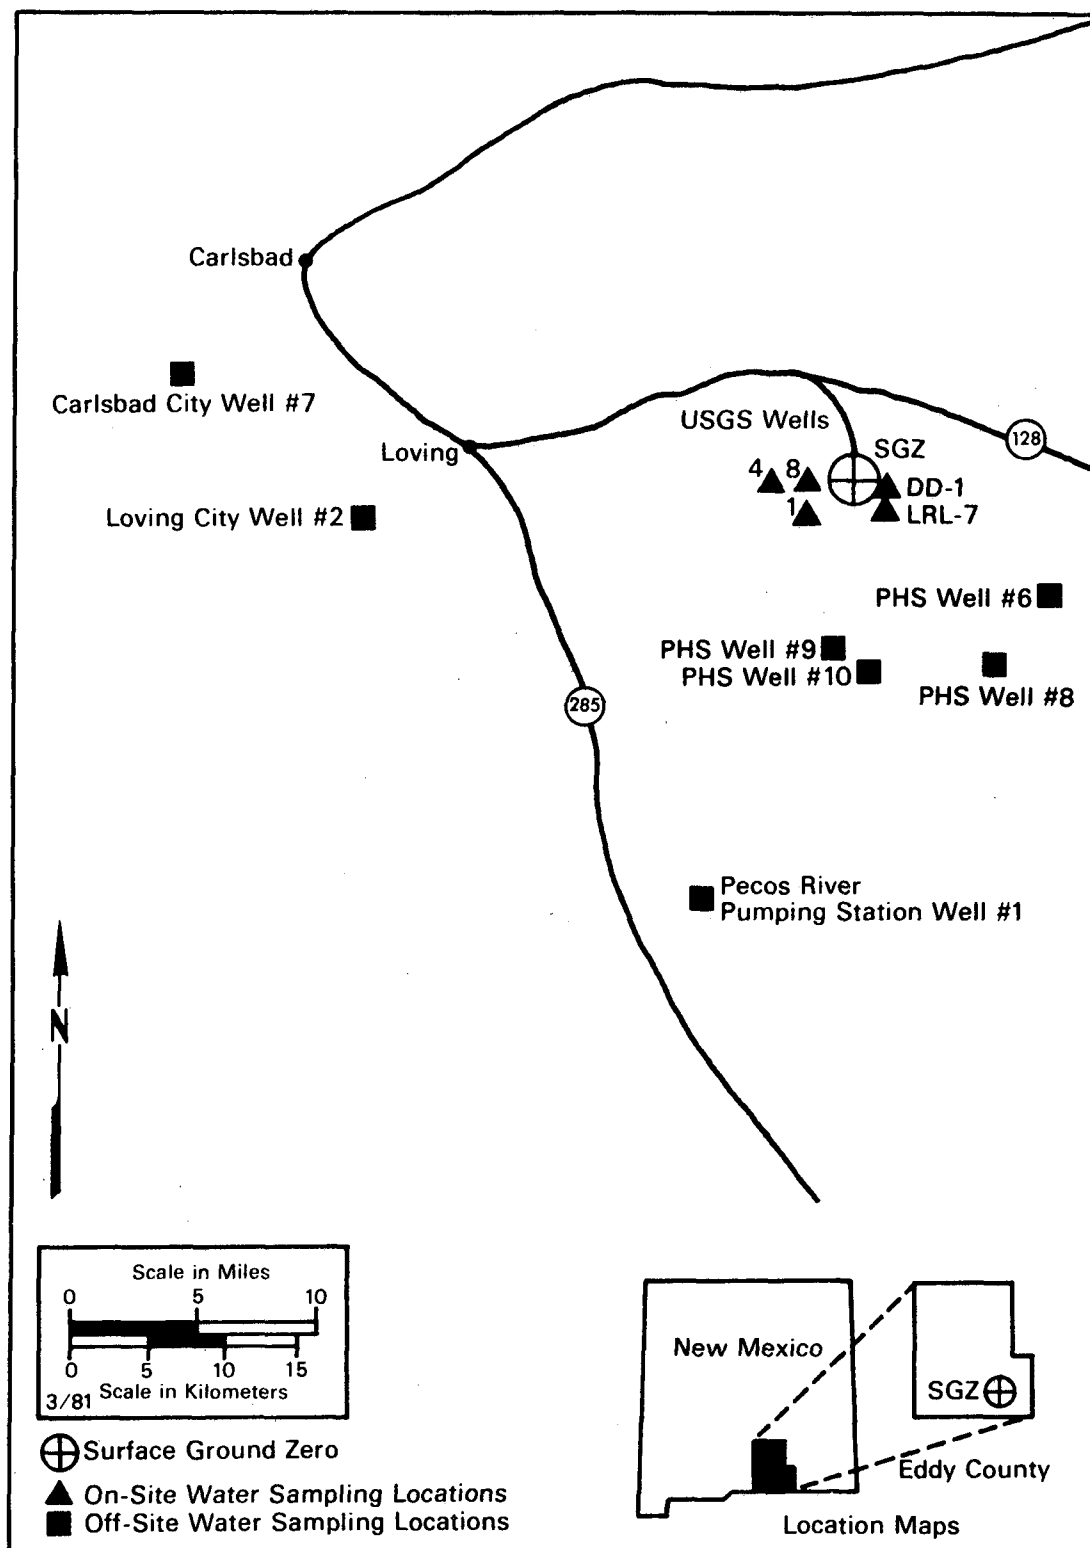 Carlsbad
Carlsbad City Well #7
USGS Wells
128
Loving
SGZ
4 8
DD-1
1
LRL-7
Loving City Well #2
PHS Well #6
PHS Well #9
PHS Well #10
PHS Well #8
285
Pecos River
Pumping Station Well #1
N
Scale in Miles
0 5 10
0 5 10 15
Scale in Kilometers
3/81
New Mexico
SGZ
Eddy County
Location Maps
Surface Ground Zero
On-Site Water Sampling Locations
Off-Site Water Sampling Locations